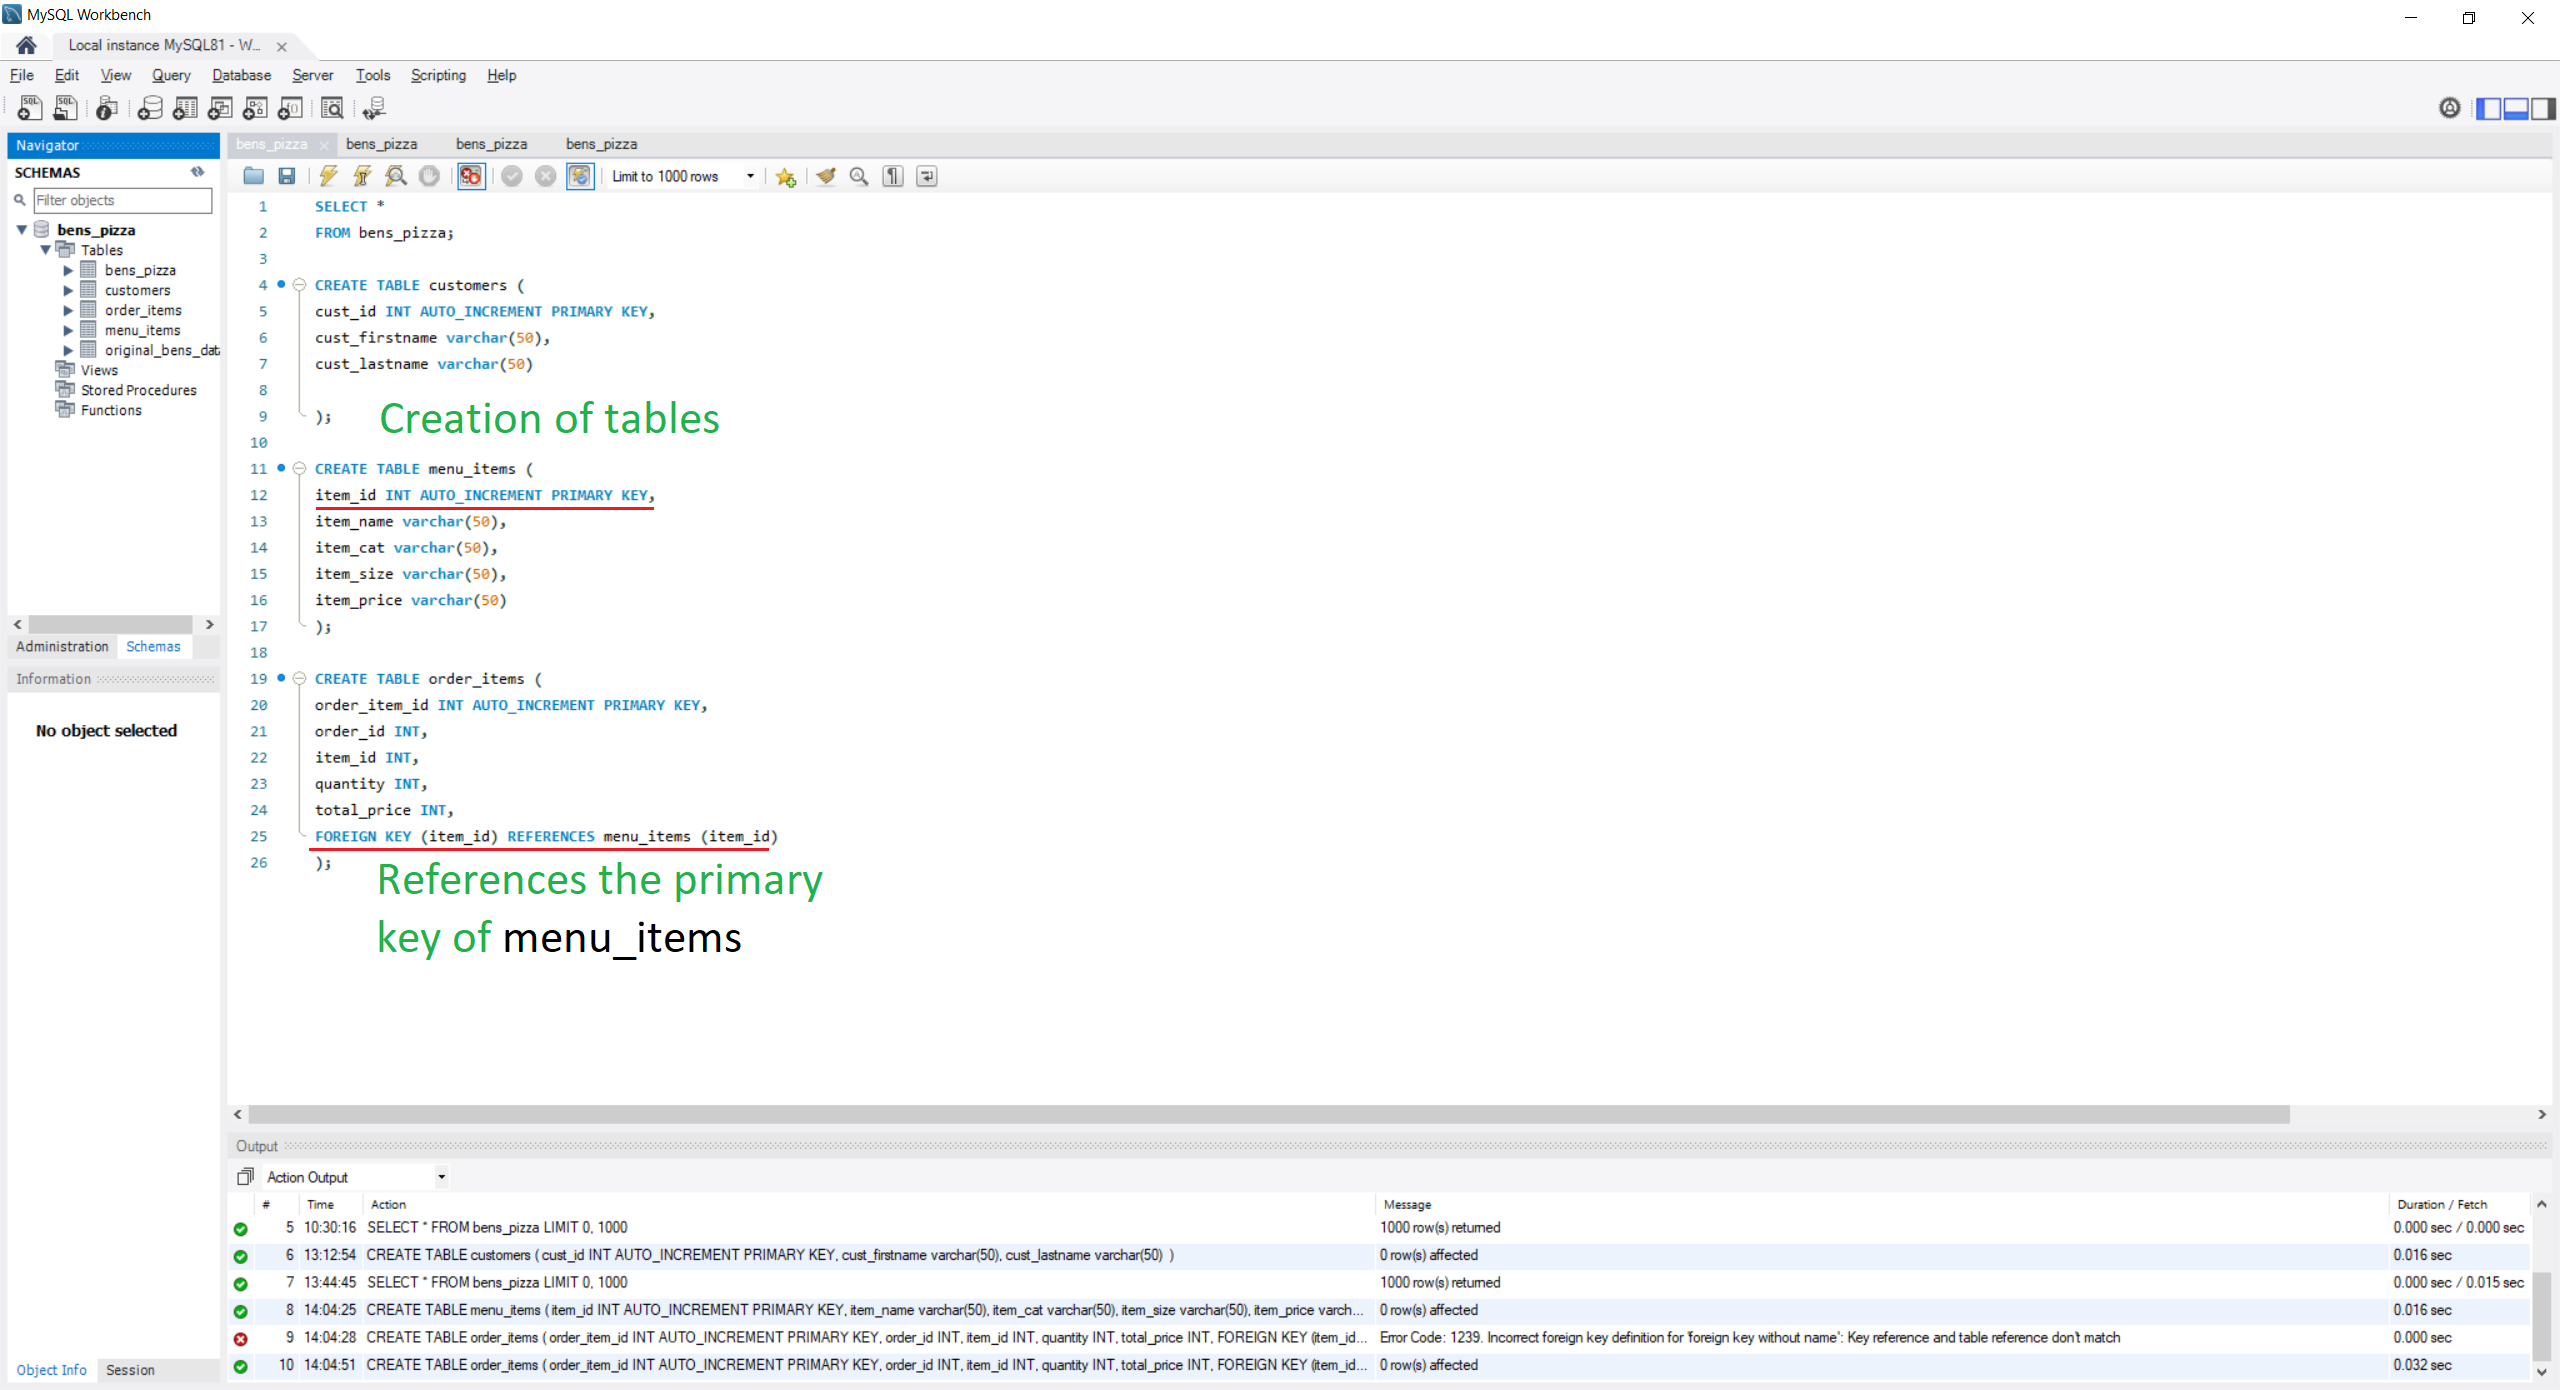 MySQL Workbench
Local instance MySQL81 - W...
File Edit View Query Database Server Tools Scripting Help
Navigator
SCHEMAS
Filter objects
bens_pizza
Tables
bens_pizza
customers
order_items
menu_items
original_bens_dat
Views
Stored Procedures
Functions
Administration Schemas
Information
No object selected
Object Info Session
bens_pizza bens_pizza bens_pizza bens_pizza
Limit to 1000 rows
1 SELECT *
2 FROM bens_pizza;
3
4 CREATE TABLE customers (
5 cust_id INT AUTO_INCREMENT PRIMARY KEY,
6 cust_firstname varchar(50),
7 cust_lastname varchar(50)
8
9 );
Creation of tables
10
11 CREATE TABLE menu_items (
12 item_id INT AUTO_INCREMENT PRIMARY KEY,
13 item_name varchar(50),
14 item_cat varchar(50),
15 item_size varchar(50),
16 item_price varchar(50)
17 );
18
19 CREATE TABLE order_items (
20 order_item_id INT AUTO_INCREMENT PRIMARY KEY,
21 order_id INT,
22 item_id INT,
23 quantity INT,
24 total_price INT,
25 FOREIGN KEY (item_id) REFERENCES menu_items (item_id)
26 );
References the primary
key of menu_items
Output
Action Output
# Time Action Message Duration / Fetch
5 10:30:16 SELECT * FROM bens_pizza LIMIT 0, 1000 1000 row(s) returned 0.000 sec / 0.000 sec
6 13:12:54 CREATE TABLE customers ( cust_id INT AUTO_INCREMENT PRIMARY KEY, cust_firstname varchar(50), cust_lastname varchar(50) ) 0 row(s) affected 0.016 sec
7 13:44:45 SELECT * FROM bens_pizza LIMIT 0, 1000 1000 row(s) returned 0.000 sec / 0.015 sec
8 14:04:25 CREATE TABLE menu_items ( item_id INT AUTO_INCREMENT PRIMARY KEY, item_name varchar(50), item_cat varchar(50), item_size varchar(50), item_price varch... 0 row(s) affected 0.016 sec
9 14:04:28 CREATE TABLE order_items ( order_item_id INT AUTO_INCREMENT PRIMARY KEY, order_id INT, item_id INT, quantity INT, total_price INT, FOREIGN KEY (item_id... Error Code: 1239. Incorrect foreign key definition for 'foreign key without name': Key reference and table reference don't match 0.000 sec
10 14:04:51 CREATE TABLE order_items ( order_item_id INT AUTO_INCREMENT PRIMARY KEY, order_id INT, item_id INT, quantity INT, total_price INT, FOREIGN KEY (item_id... 0 row(s) affected 0.032 sec